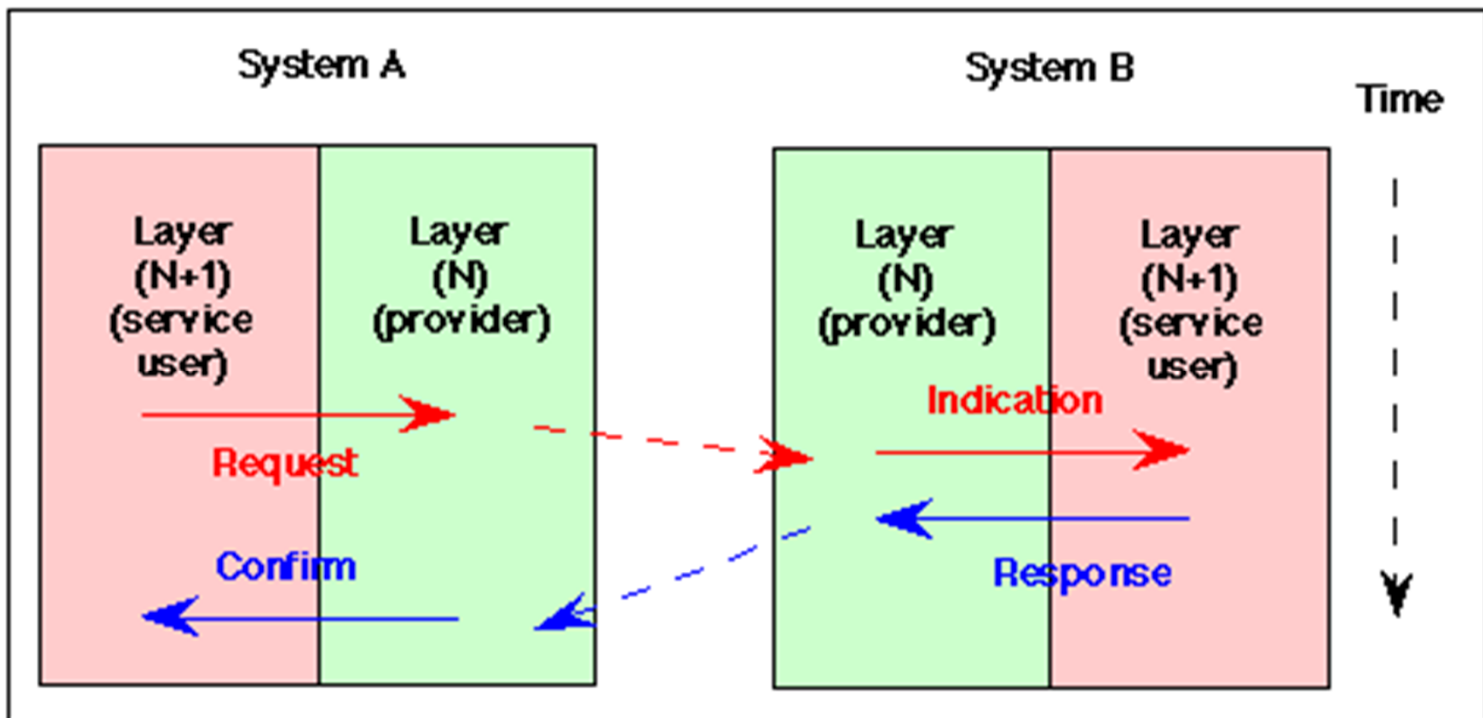 System A
System B
Time
Layer
(N+1)
(service
user)
Layer
(N)
(provider)
Layer
(N)
(provider)
Layer
(N+1)
(service
user)
Indication
Request
Confirm
Response